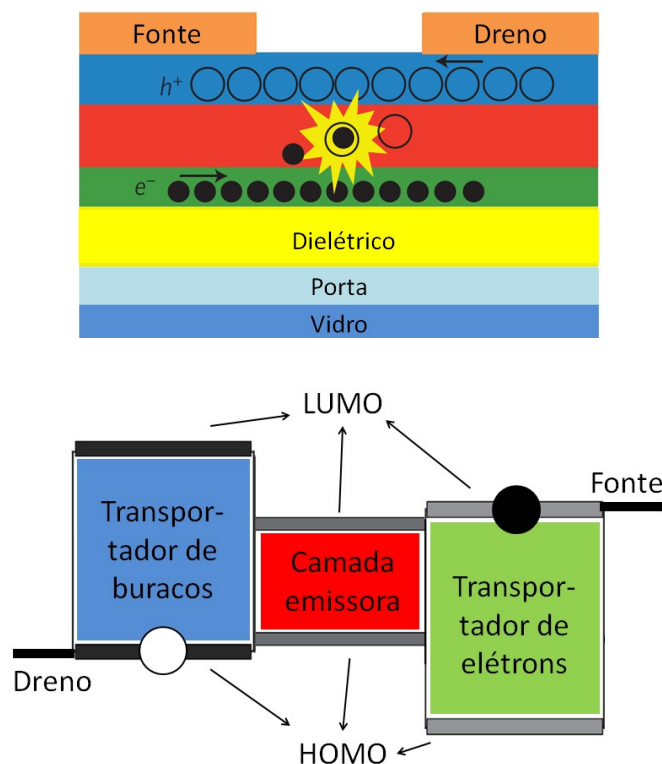 Fonte
Dreno
h⁺
e⁻
Dielétrico
Porta
Vidro
LUMO
Fonte
Transpor-
tador de
buracos
Camada
emissora
Transpor-
tador de
elétrons
Dreno
HOMO